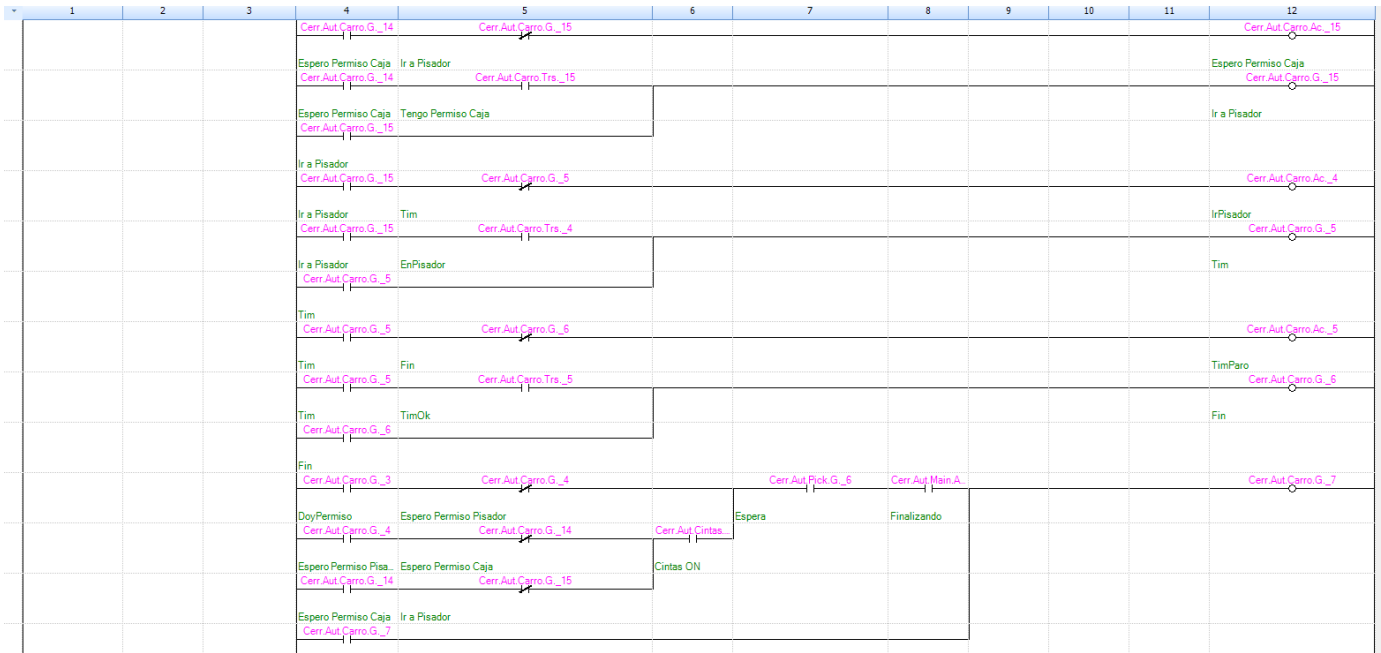 1 2 3 4 5 6 7 8 9 10 11 12
Cerr.Aut.Carro.G._14 Cerr.Aut.Carro.G._15 Cerr.Aut.Carro.Ac._15
Espero Permiso Caja Ir a Pisador Espero Permiso Caja
Cerr.Aut.Carro.G._14 Cerr.Aut.Carro.Trs._15 Cerr.Aut.Carro.G._15
Espero Permiso Caja Tengo Permiso Caja Ir a Pisador
Cerr.Aut.Carro.G._15
Ir a Pisador
Cerr.Aut.Carro.G._15 Cerr.Aut.Carro.G._5 Cerr.Aut.Carro.Ac._4
Ir a Pisador Tim IrPisador
Cerr.Aut.Carro.G._15 Cerr.Aut.Carro.Trs._4 Cerr.Aut.Carro.G._5
Ir a Pisador EnPisador Tim
Cerr.Aut.Carro.G._5
Tim
Cerr.Aut.Carro.G._5 Cerr.Aut.Carro.G._6 Cerr.Aut.Carro.Ac._5
Tim Fin TimParo
Cerr.Aut.Carro.G._5 Cerr.Aut.Carro.Trs._5 Cerr.Aut.Carro.G._6
Tim TimOk Fin
Cerr.Aut.Carro.G._6
Fin
Cerr.Aut.Carro.G._3 Cerr.Aut.Carro.G._4 Cerr.Aut.Pick.G._6 Cerr.Aut.Main.A.. Cerr.Aut.Carro.G._7
DoyPermiso Espero Permiso Pisador Espera Finalizando
Cerr.Aut.Carro.G._4 Cerr.Aut.Carro.G._14 Cerr.Aut.Cintas...
Espero Permiso Pisa... Espero Permiso Caja Cintas ON
Cerr.Aut.Carro.G._14 Cerr.Aut.Carro.G._15
Espero Permiso Caja Ir a Pisador
Cerr.Aut.Carro.G._7